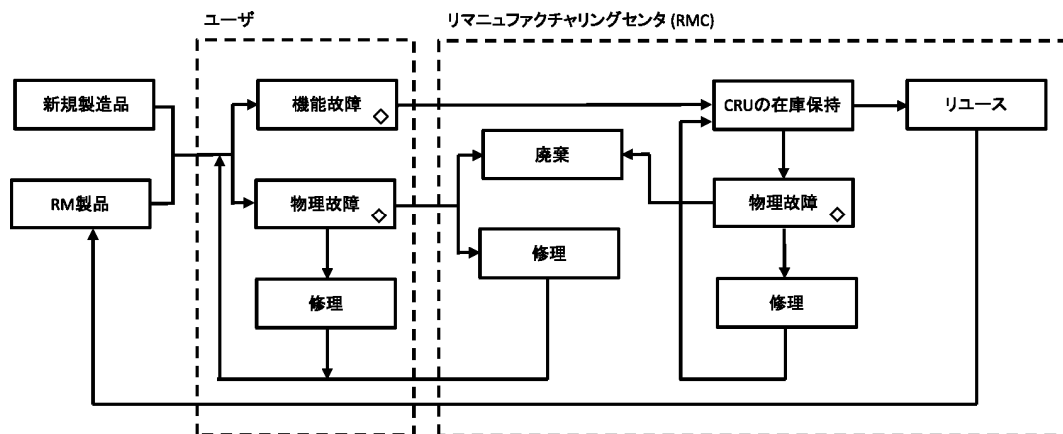 ユーザ
リマニュファクチャリングセンタ (RMC)
新規製造品
機能故障
CRUの在庫保持
リユース
廃棄
RM製品
物理故障
物理故障
修理
修理
修理